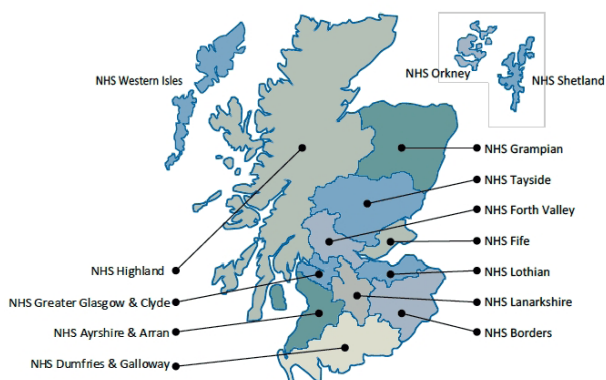 NHS Western Isles
NHS Orkney
NHS Shetland
NHS Grampian
NHS Tayside
NHS Forth Valley
NHS Fife
NHS Highland
NHS Lothian
NHS Greater Glasgow & Clyde
NHS Lanarkshire
NHS Ayrshire & Arran
NHS Borders
NHS Dumfries & Galloway